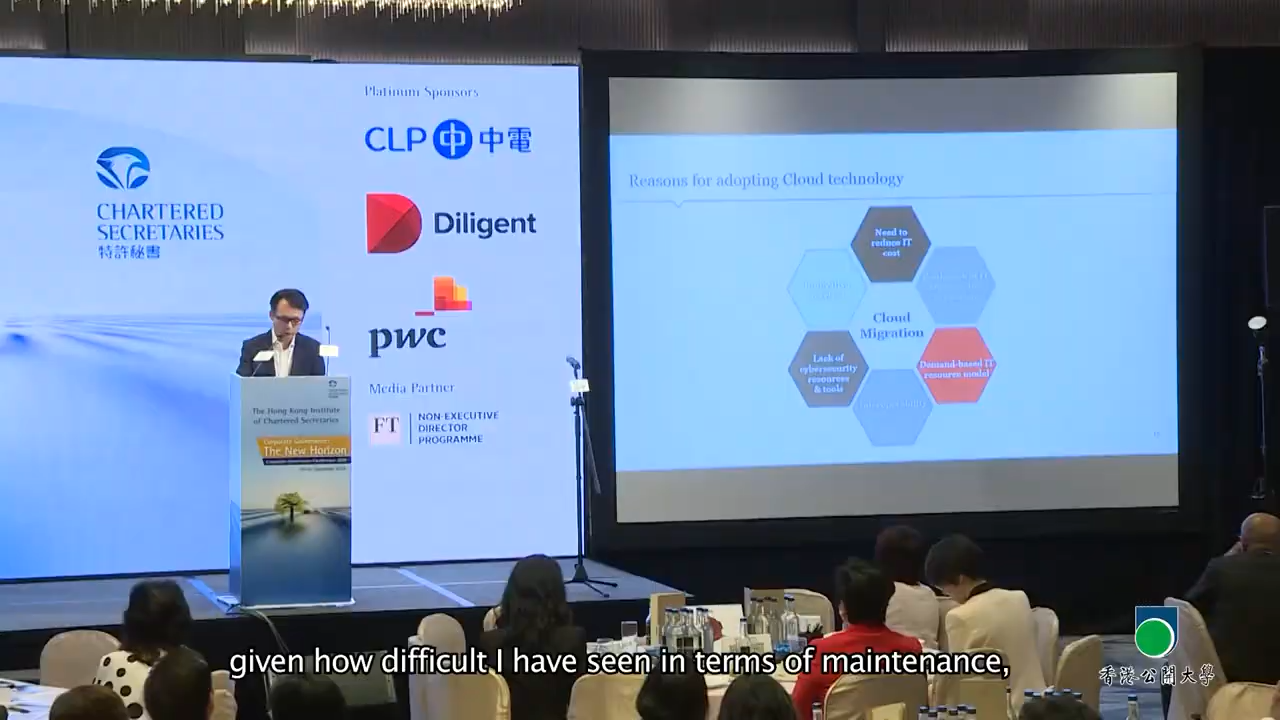 Platinum Sponsors
CLP 中 中電
CHARTERED
SECRETARIES
特許秘書
Diligent
pwc
Media Partner
FT
NON-EXECUTIVE
DIRECTOR
PROGRAMME
The Hong Kong Institute
of Chartered Secretaries
Corporate Governance:
The New Horizon
Reasons for adopting Cloud technology
Need to
reduce IT
cost
Cloud
Migration
Lack of
cybersecurity
resources
& tools
Demand-based IT
resource model
given how difficult I have seen in terms of maintenance,
香港公開大學